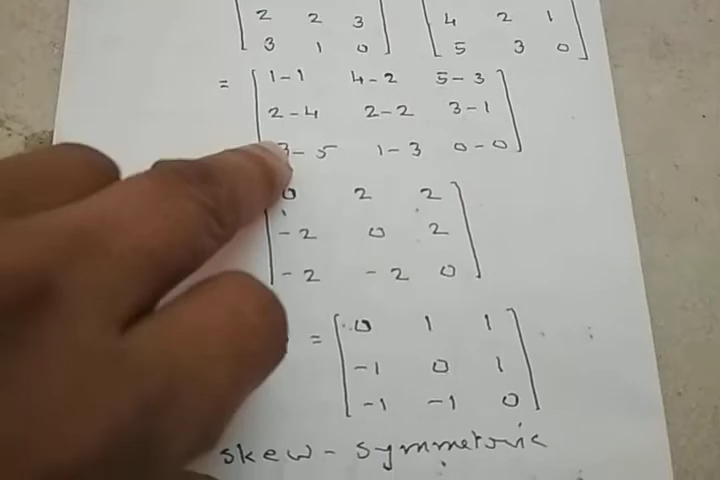 2 2 3 4 2 1
3 1 0 5 3 0
= 1-1 4-2 5-3
2-4 2-2 3-1
3-5 1-3 0-0
0 2 2
-2 0 2
-2 -2 0
= 0 1 1
-1 0 1
-1 -1 0
skew-symmetric